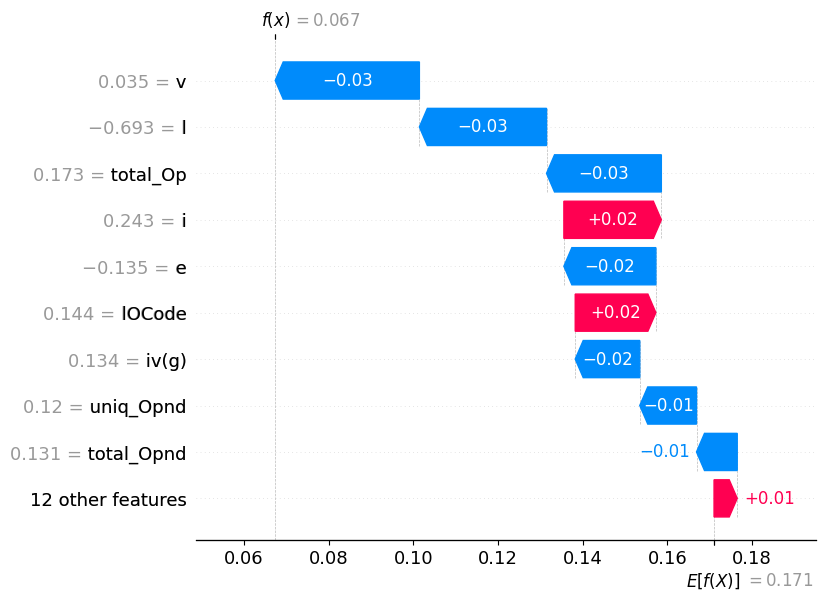 f(x) = 0.067
0.035 = v −0.03
−0.693 = l −0.03
0.173 = total_Op −0.03
0.243 = i +0.02
−0.135 = e −0.02
0.144 = lOCode +0.02
0.134 = iv(g) −0.02
0.12 = uniq_Opnd −0.01
0.131 = total_Opnd −0.01
12 other features +0.01
0.06 0.08 0.10 0.12 0.14 0.16 0.18
E[f(X)] = 0.171